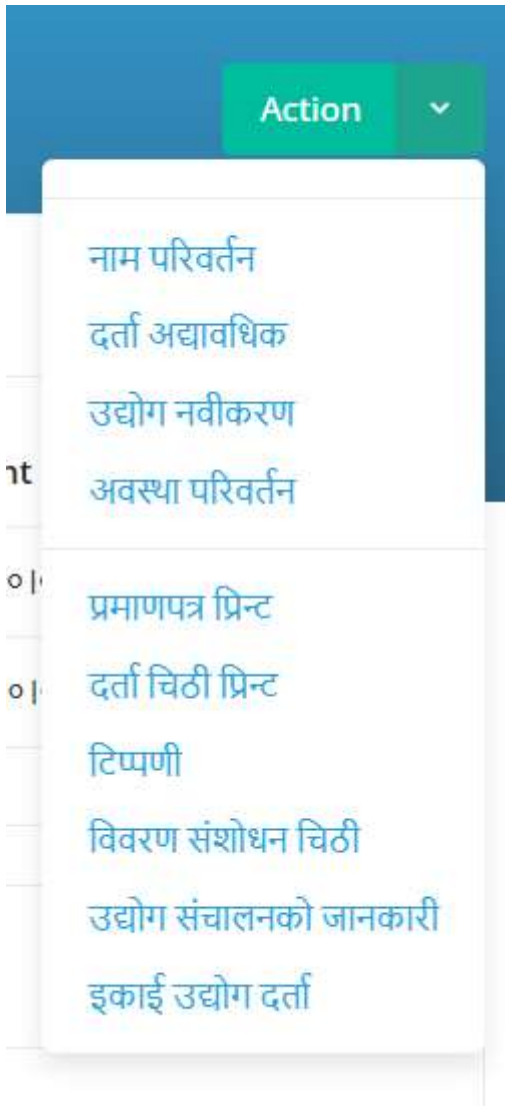 Action
नाम परिवर्तन
दर्ता अद्यावधिक
उद्योग नवीकरण
अवस्था परिवर्तन
प्रमाणपत्र प्रिन्ट
दर्ता चिठी प्रिन्ट
टिप्पणी
विवरण संशोधन चिठी
उद्योग संचालनको जानकारी
इकाई उद्योग दर्ता